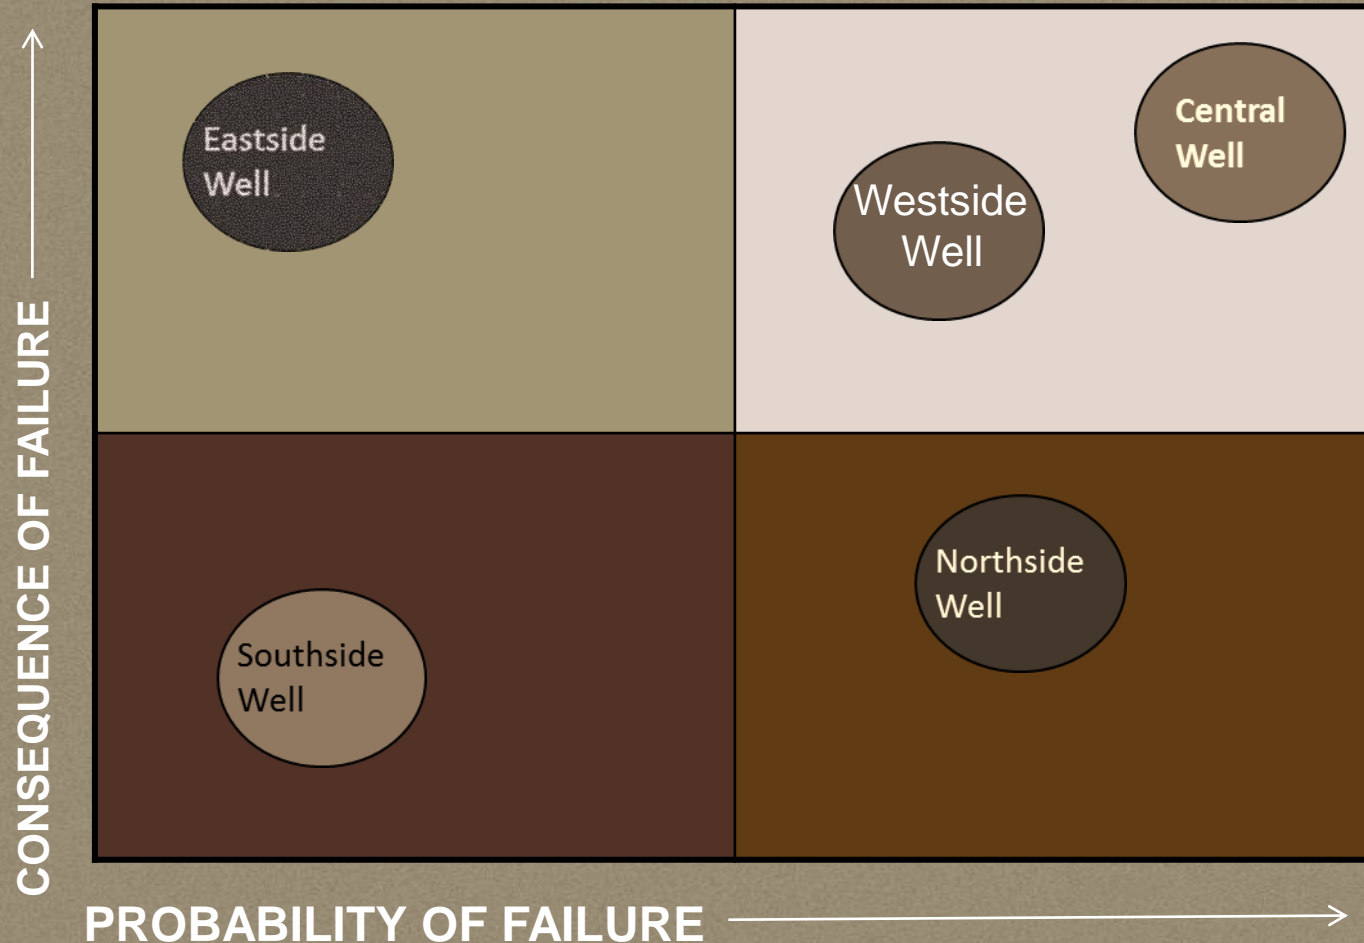 CONSEQUENCE OF FAILURE
Eastside
Well
Central
Well
Westside
Well
Northside
Well
Southside
Well
PROBABILITY OF FAILURE